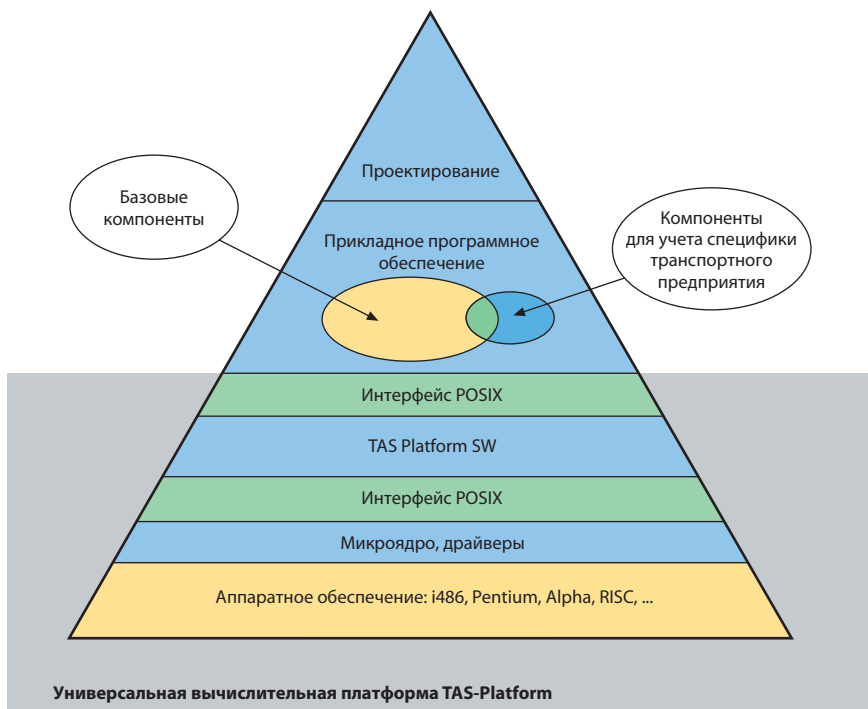 Проектирование
Базовые
компоненты
Компоненты
для учета специфики
транспортного
предприятия
Прикладное программное
обеспечение
Интерфейс POSIX
TAS Platform SW
Интерфейс POSIX
Микроядро, драйверы
Аппаратное обеспечение: i486, Pentium, Alpha, RISC, ...
Универсальная вычислительная платформа TAS-Platform